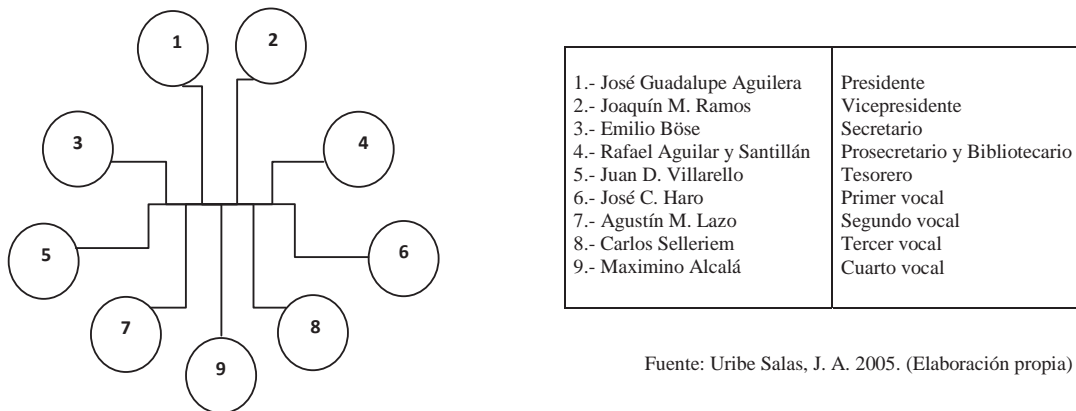 1
2
3
4
5
6
7
8
9
1.- José Guadalupe Aguilera Presidente
2.- Joaquín M. Ramos Vicepresidente
3.- Emilio Böse Secretario
4.- Rafael Aguilar y Santillán Prosecretario y Bibliotecario
5.- Juan D. Villarello Tesorero
6.- José C. Haro Primer vocal
7.- Agustín M. Lazo Segundo vocal
8.- Carlos Selleriem Tercer vocal
9.- Maximino Alcalá Cuarto vocal
Fuente: Uribe Salas, J. A. 2005. (Elaboración propia)